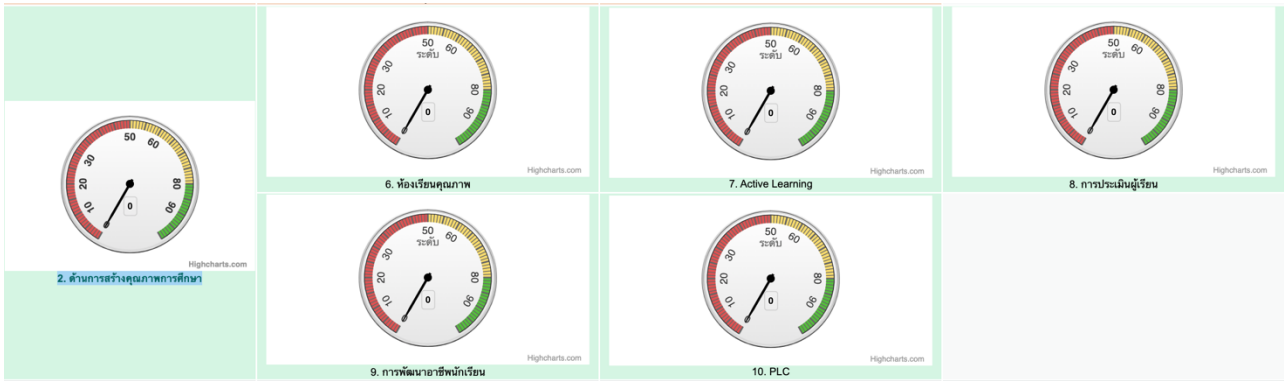 10 20 30 50 60 80 90
0
Highcharts.com
2. ด้านการสร้างคุณภาพการศึกษา
10 20 30 50 60 80 90
ระดับ
0
Highcharts.com
6. ห้องเรียนคุณภาพ
10 20 30 50 60 80 90
ระดับ
0
Highcharts.com
7. Active Learning
10 20 30 50 60 80 90
ระดับ
0
Highcharts.com
8. การประเมินผู้เรียน
10 20 30 50 60 80 90
ระดับ
0
Highcharts.com
9. การพัฒนาอาชีพนักเรียน
10 20 30 50 60 80 90
ระดับ
0
Highcharts.com
10. PLC